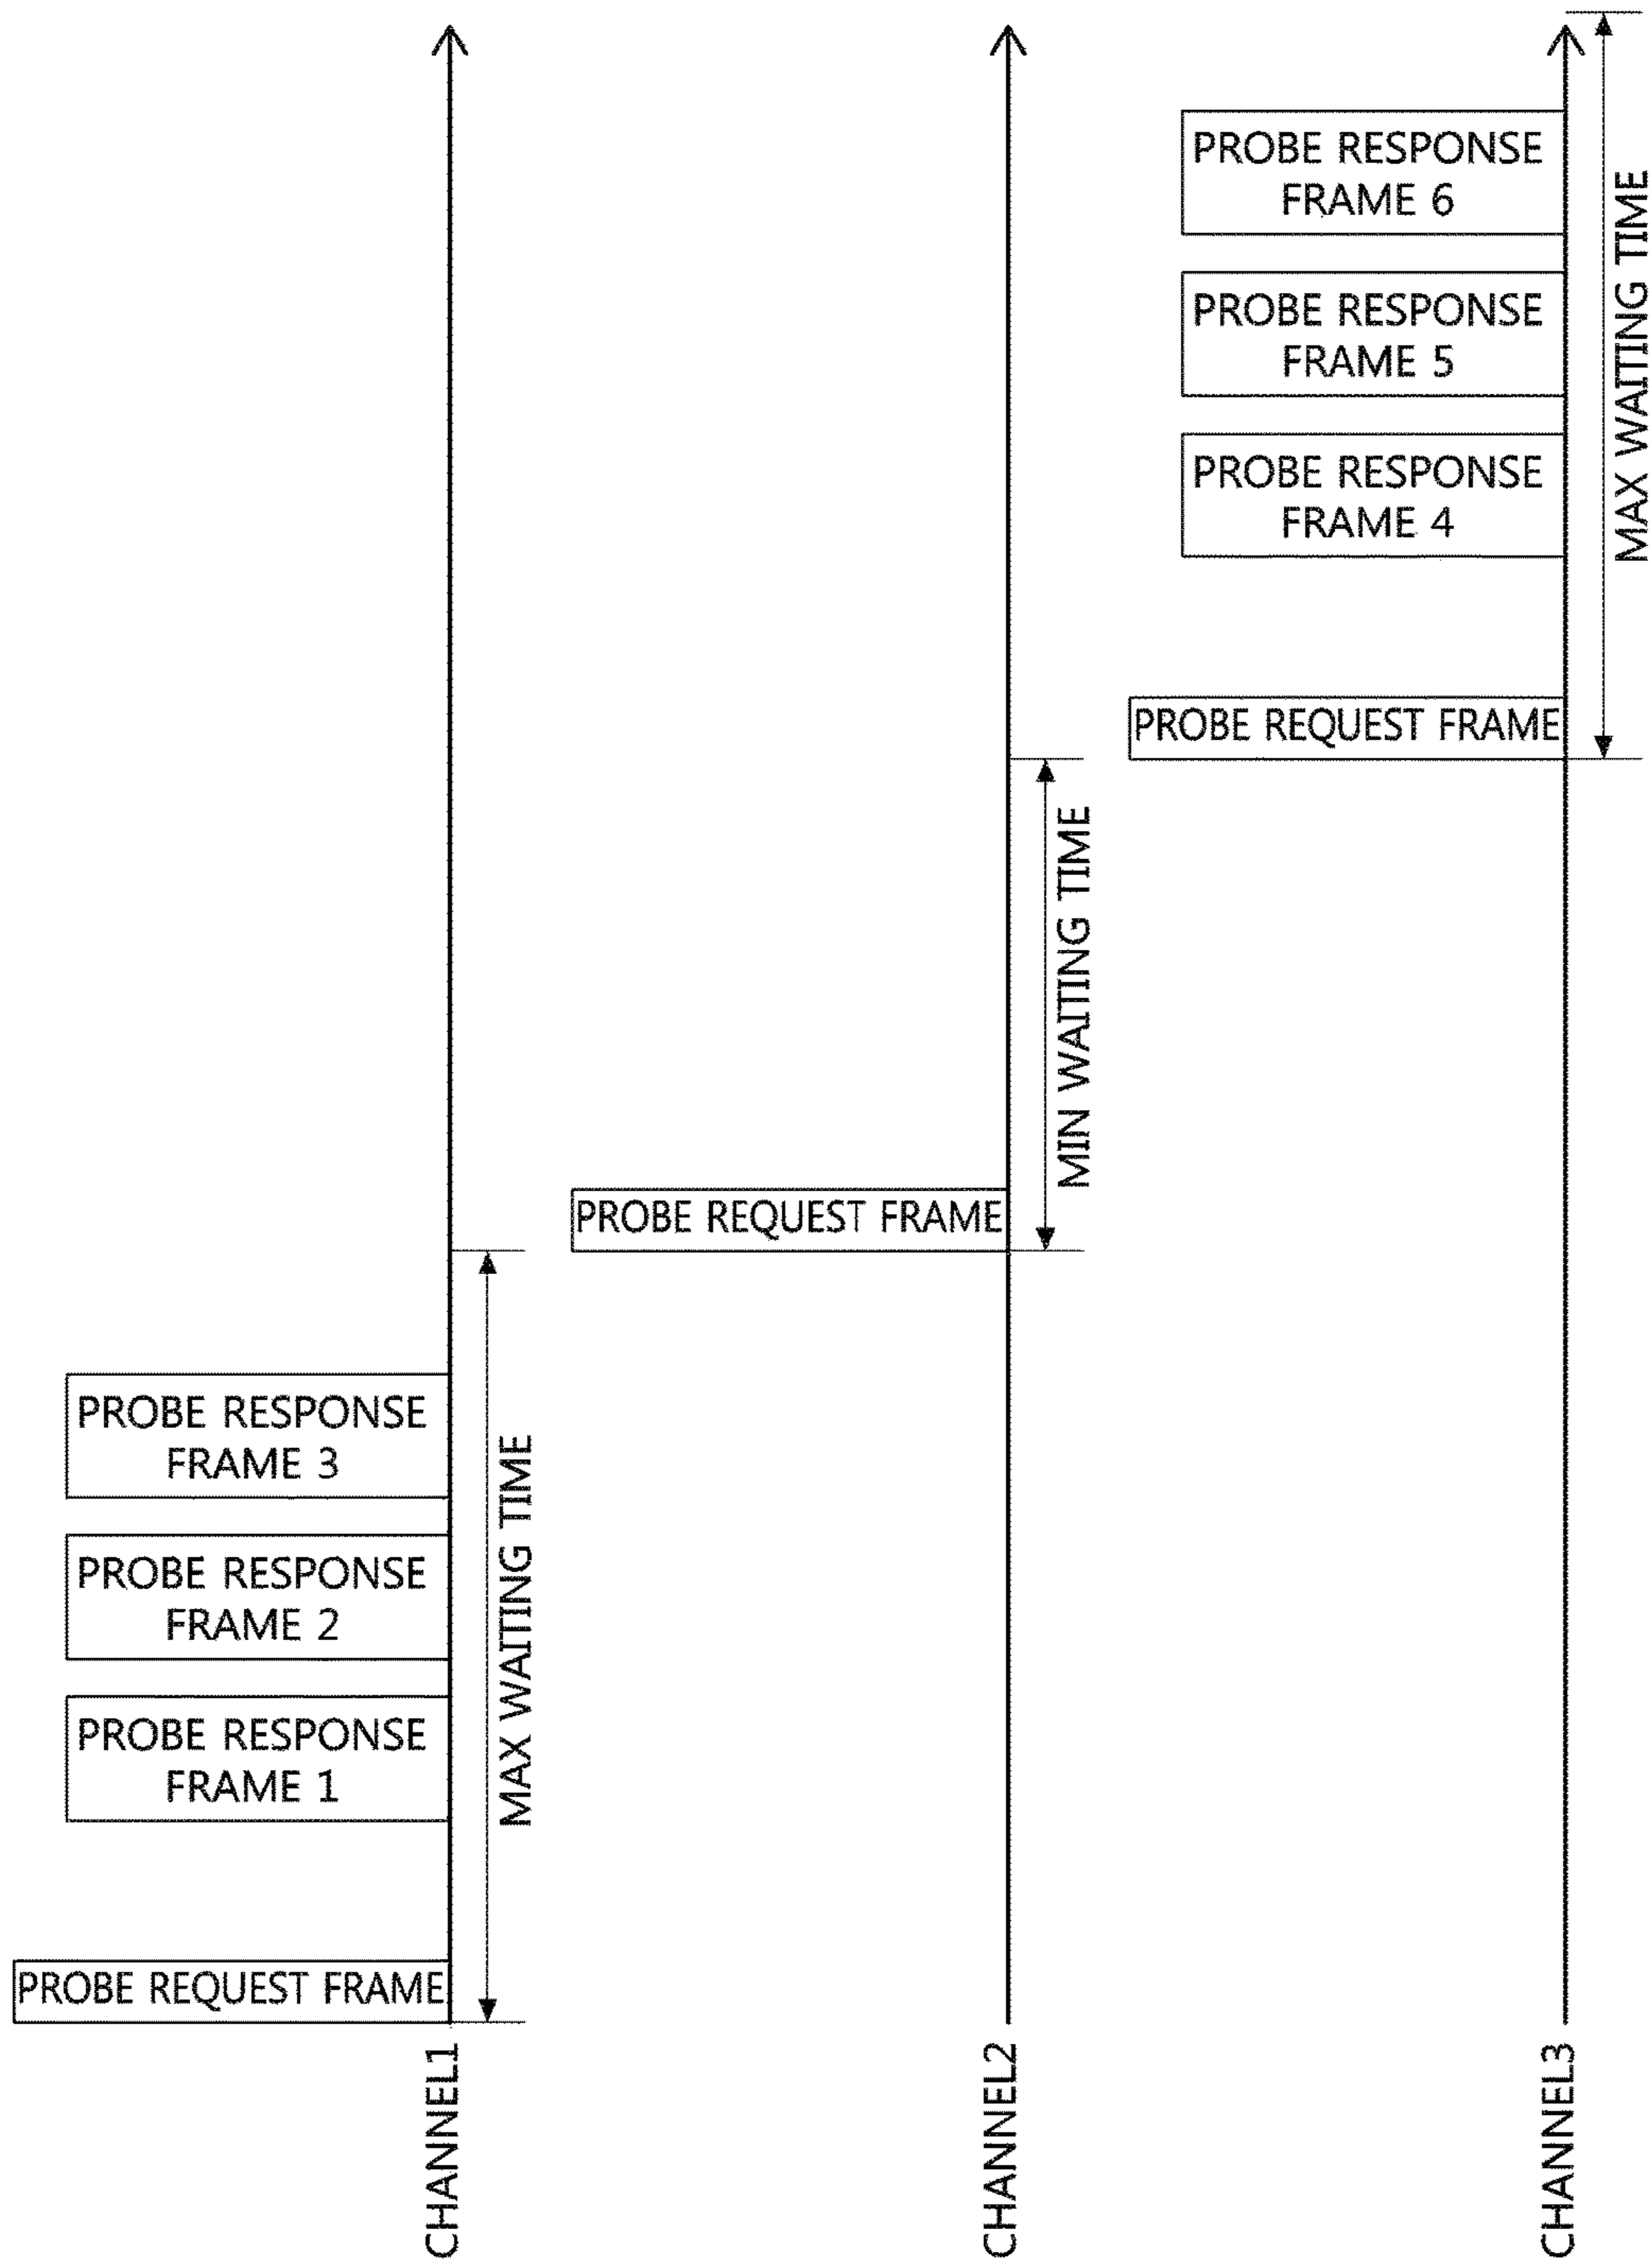 PROBE RESPONSE
FRAME 3
PROBE RESPONSE
FRAME 2
PROBE RESPONSE
FRAME 1
PROBE REQUEST FRAME
MAX WAITING TIME
CHANNEL1
PROBE REQUEST FRAME
MIN WAITING TIME
CHANNEL2
PROBE RESPONSE
FRAME 6
PROBE RESPONSE
FRAME 5
PROBE RESPONSE
FRAME 4
PROBE REQUEST FRAME
MAX WAITING TIME
CHANNEL3